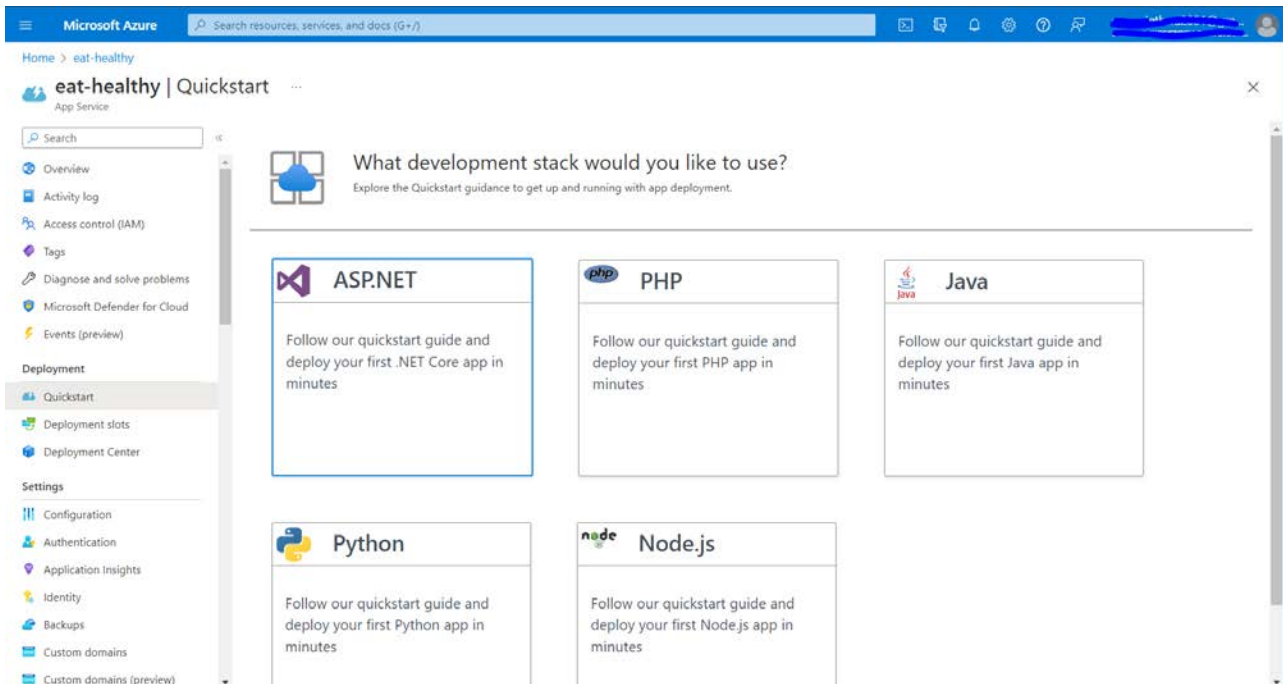 Microsoft Azure
Search resources, services, and docs (G+/)
Home > eat-healthy
eat-healthy | Quickstart ...
App Service
Search
Overview
Activity log
Access control (IAM)
Tags
Diagnose and solve problems
Microsoft Defender for Cloud
Events (preview)
Deployment
Quickstart
Deployment slots
Deployment Center
Settings
Configuration
Authentication
Application Insights
Identity
Backups
Custom domains
Custom domains (preview)
What development stack would you like to use?
Explore the Quickstart guidance to get up and running with app deployment.
ASP.NET
Follow our quickstart guide and
deploy your first .NET Core app in
minutes
php
PHP
Follow our quickstart guide and
deploy your first PHP app in
minutes
Java
Java
Follow our quickstart guide and
deploy your first Java app in
minutes
Python
Follow our quickstart guide and
deploy your first Python app in
minutes
node
Node.js
Follow our quickstart guide and
deploy your first Node.js app in
minutes